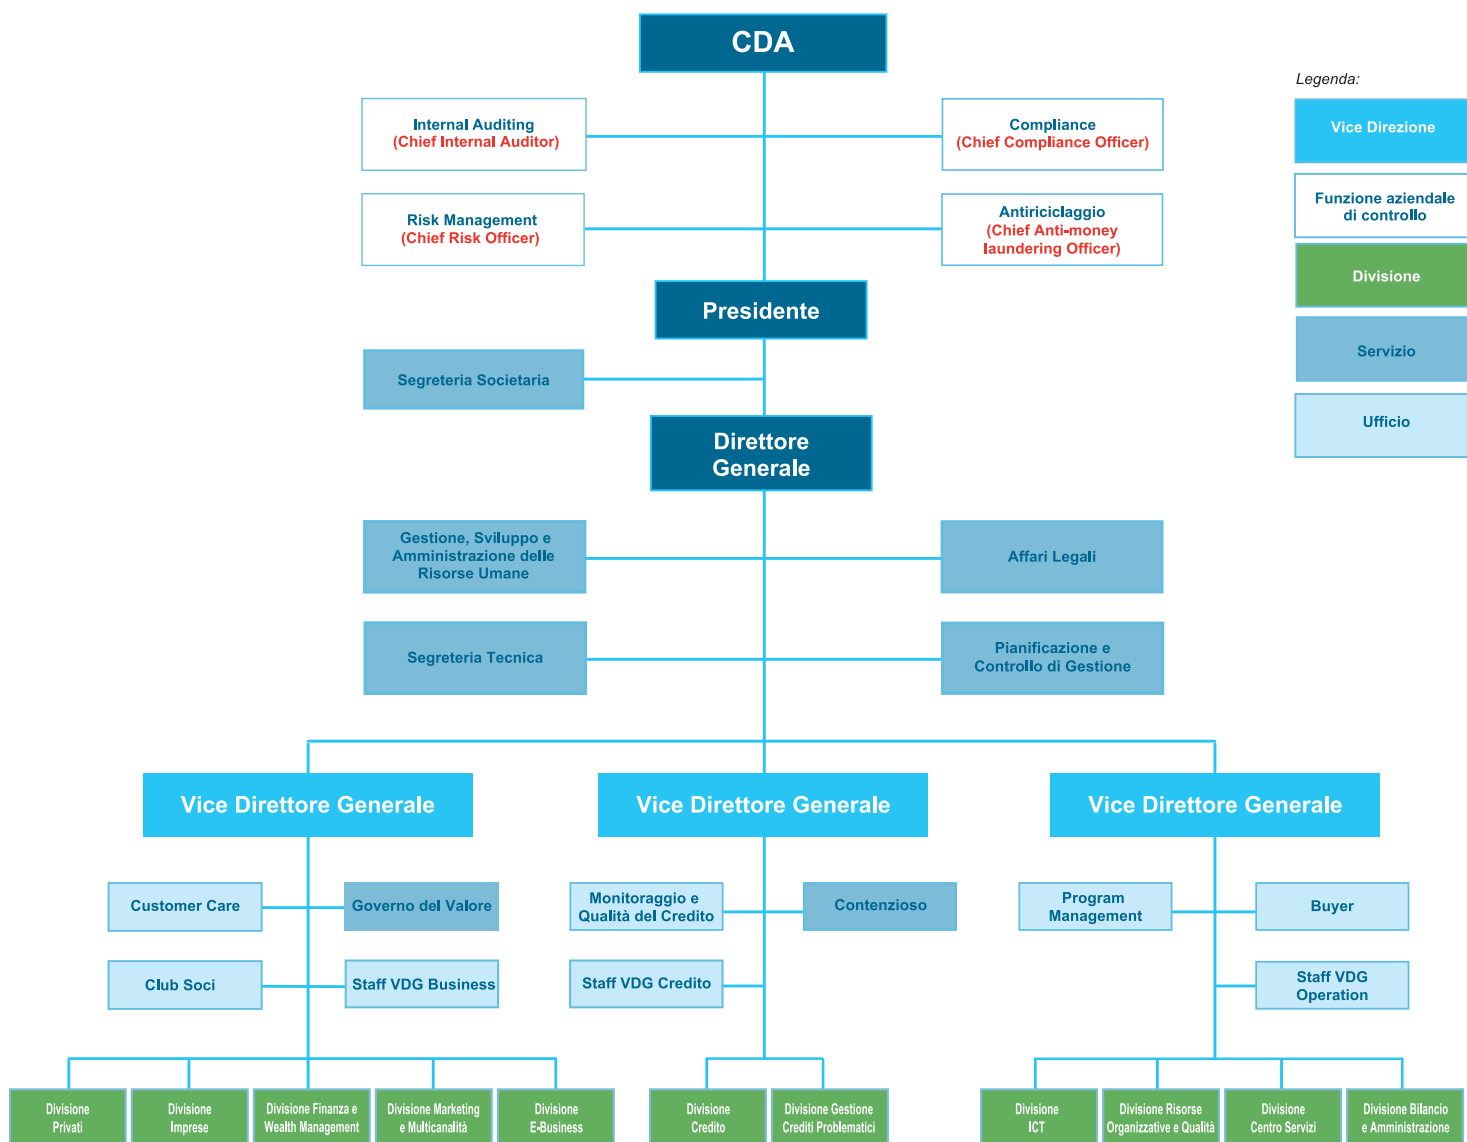 CDA
Legenda:
Internal Auditing
(Chief Internal Auditor)
Compliance
(Chief Compliance Officer)
Vice Direzione
Risk Management
(Chief Risk Officer)
Antiriciclaggio
(Chief Anti-money
laundering Officer)
Funzione aziendale
di controllo
Divisione
Presidente
Servizio
Segreteria Societaria
Ufficio
Direttore
Generale
Gestione, Sviluppo e
Amministrazione delle
Risorse Umane
Affari Legali
Segreteria Tecnica
Pianificazione e
Controllo di Gestione
Vice Direttore Generale
Vice Direttore Generale
Vice Direttore Generale
Customer Care
Governo del Valore
Monitoraggio e
Qualità del Credito
Contenzioso
Program
Management
Buyer
Club Soci
Staff VDG Business
Staff VDG Credito
Staff VDG
Operation
Divisione
Privati
Divisione
Imprese
Divisione Finanza e
Wealth Management
Divisione Marketing
e Multicanalità
Divisione
E-Business
Divisione
Credito
Divisione Gestione
Crediti Problematici
Divisione
ICT
Divisione Risorse
Organizzative e Qualità
Divisione
Centro Servizi
Divisione Bilancio
e Amministrazione